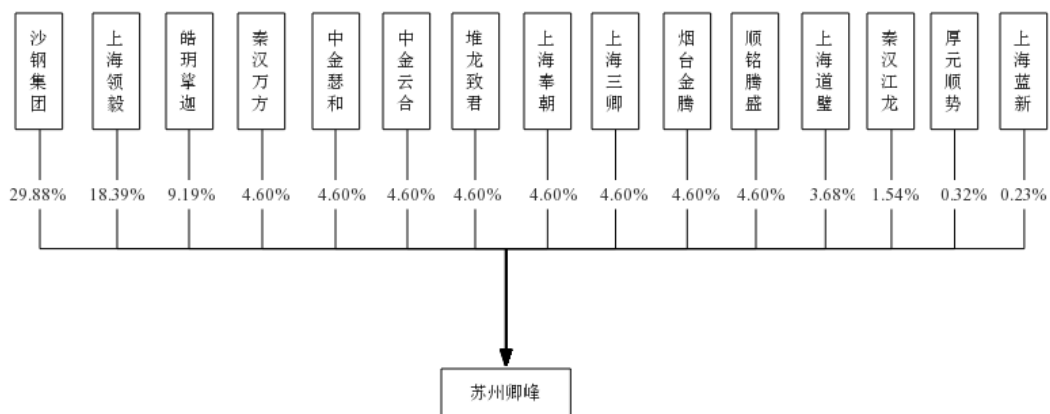 沙钢集团
上海领毅
皓玥挲迦
秦汉万方
中金瑟和
中金云合
堆龙致君
上海奉朝
上海三卿
烟台金腾
顺铭腾盛
上海道璧
秦汉江龙
厚元顺势
上海蓝新
29.88% 18.39% 9.19% 4.60% 4.60% 4.60% 4.60% 4.60% 4.60% 4.60% 4.60% 3.68% 1.54% 0.32% 0.23%
苏州卿峰